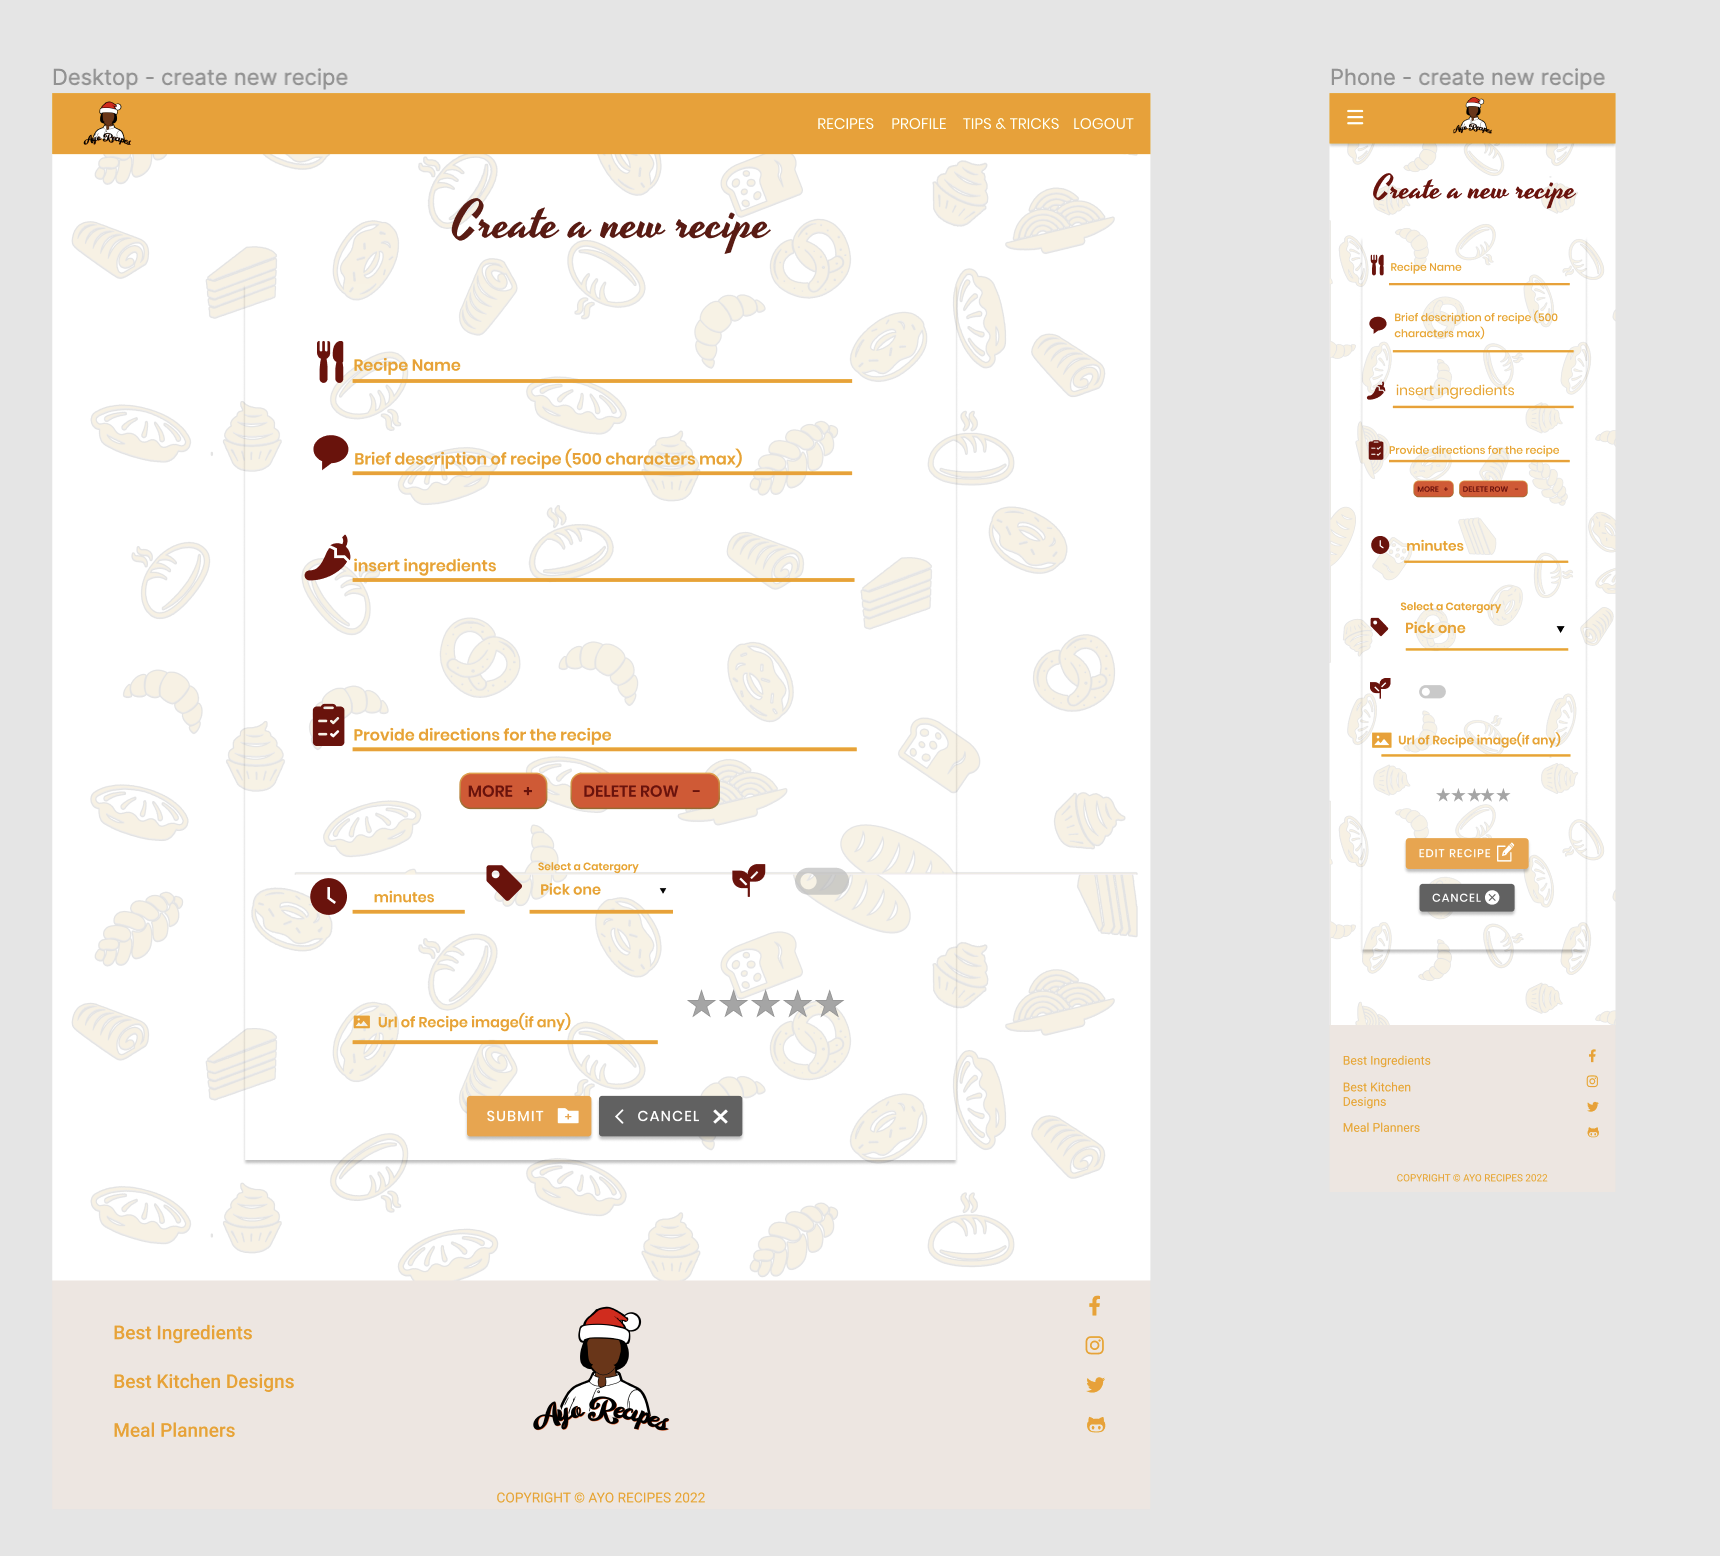 Desktop - create new recipe
Ayo Recipes
RECIPES PROFILE TIPS & TRICKS LOGOUT
Create a new recipe
Recipe Name
Brief description of recipe (500 characters max)
insert ingredients
Provide directions for the recipe
MORE +
DELETE ROW -
minutes
Select a Catergory
Pick one
Url of Recipe image(if any)
SUBMIT
CANCEL
Best Ingredients
Best Kitchen Designs
Meal Planners
Ayo Recipes
COPYRIGHT © AYO RECIPES 2022
Phone - create new recipe
Ayo Recipes
Create a new recipe
Recipe Name
Brief description of recipe (500
characters max)
insert ingredients
Provide directions for the recipe
MORE +
DELETE ROW -
minutes
Select a Catergory
Pick one
Url of Recipe image(if any)
EDIT RECIPE
CANCEL
Best Ingredients
Best Kitchen
Designs
Meal Planners
COPYRIGHT © AYO RECIPES 2022